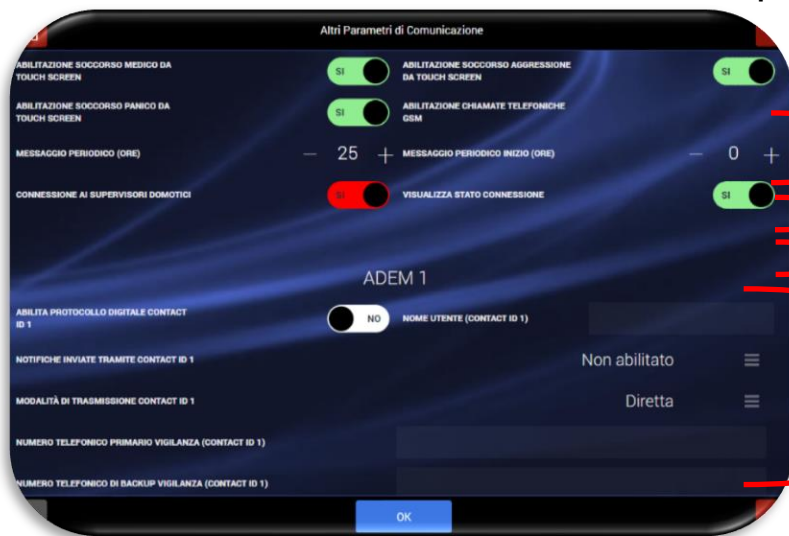 Altri Parametri di Comunicazione
ABILITAZIONE SOCCORSO MEDICO DA
TOUCH SCREEN
SI
ABILITAZIONE SOCCORSO AGGRESSIONE
DA TOUCH SCREEN
SI
ABILITAZIONE SOCCORSO PANICO DA
TOUCH SCREEN
SI
ABILITAZIONE CHIAMATE TELEFONICHE
GSM
MESSAGGIO PERIODICO (ORE)
— 25 +
MESSAGGIO PERIODICO INIZIO (ORE)
— 0 +
CONNESSIONE AI SUPERVISORI DOMOTICI
SI
VISUALIZZA STATO CONNESSIONE
SI
ADEM 1
ABILITA PROTOCOLLO DIGITALE CONTACT
ID 1
NO
NOME UTENTE (CONTACT ID 1)
NOTIFICHE INVIATE TRAMITE CONTACT ID 1
Non abilitato
MODALITÀ DI TRASMISSIONE CONTACT ID 1
Diretta
NUMERO TELEFONICO PRIMARIO VIGILANZA (CONTACT ID 1)
NUMERO TELEFONICO DI BACKUP VIGILANZA (CONTACT ID 1)
OK